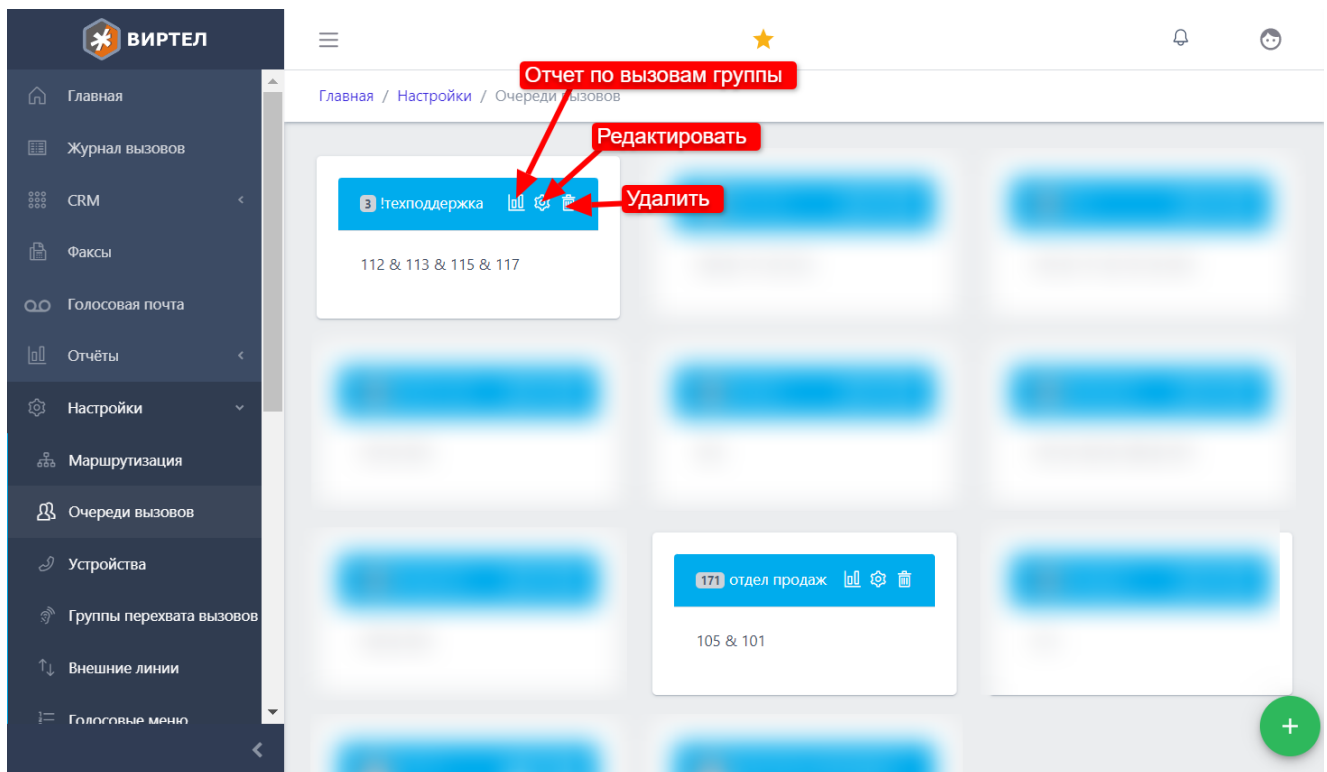 ВИРТЕЛ
Отчет по вызовам группы
Главная / Настройки / Очереди вызовов
Редактировать
3 !техподдержка
Удалить
112 & 113 & 115 & 117
171 отдел продаж
105 & 101
+
Главная
Журнал вызовов
CRM
Факсы
Голосовая почта
Отчёты
Настройки
Маршрутизация
Очереди вызовов
Устройства
Группы перехвата вызовов
Внешние линии
Голосовые меню